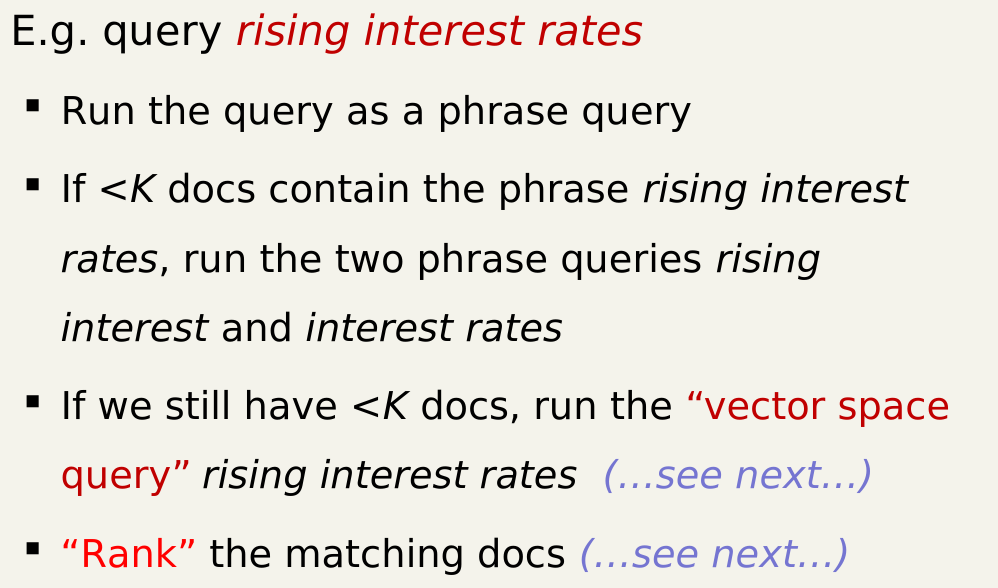 E.g. query rising interest rates
▪ Run the query as a phrase query
▪ If <K docs contain the phrase rising interest
rates, run the two phrase queries rising
interest and interest rates
▪ If we still have <K docs, run the “vector space
query” rising interest rates (…see next…)
▪ “Rank” the matching docs (…see next…)